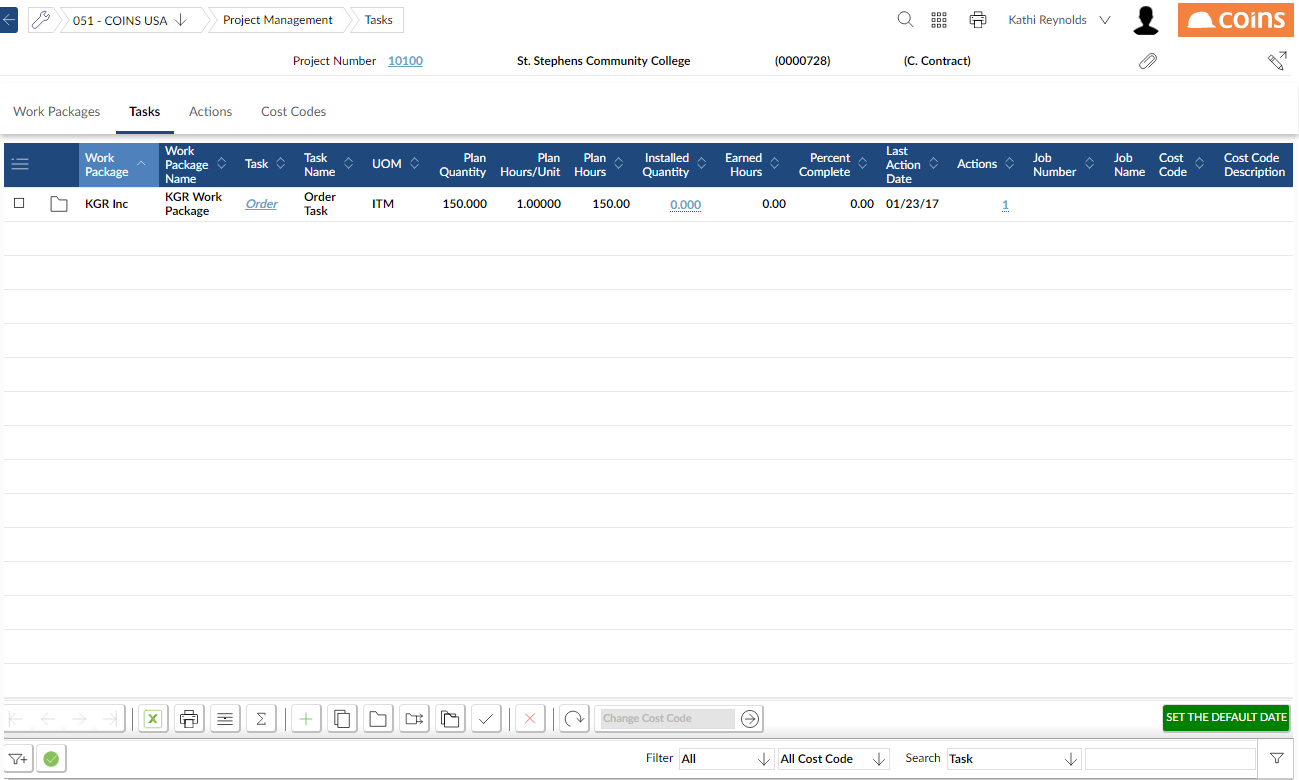 051 - COINS USA
Project Management
Tasks
Kathi Reynolds
coins
Project Number 10100 St. Stephens Community College (0000728) (C. Contract)
Work Packages Tasks Actions Cost Codes
Work Package
Work Package Name
Task
Task Name
UOM
Plan Quantity
Plan Hours/Unit
Plan Hours
Installed Quantity
Earned Hours
Percent Complete
Last Action Date
Actions
Job Number
Job Name
Cost Code
Cost Code Description
KGR Inc
KGR Work Package
Order
Order Task
ITM
150.000
1.00000
150.00
0.000
0.00
0.00
01/23/17
1
Change Cost Code
SET THE DEFAULT DATE
Filter All All Cost Code Search Task